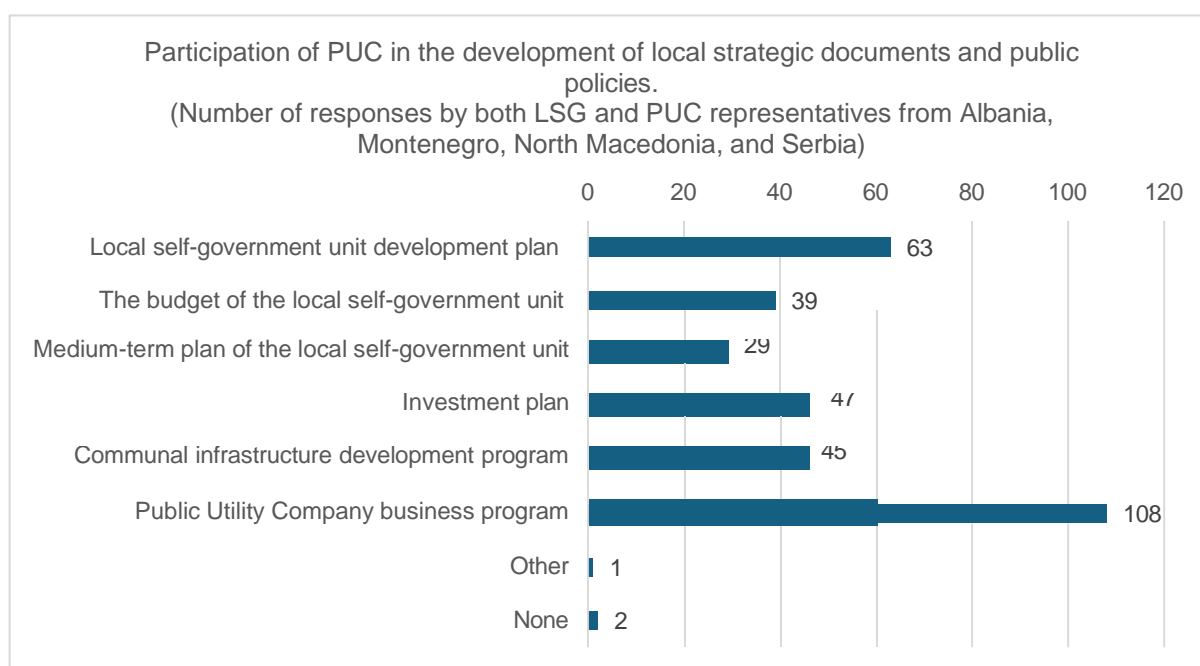 Participation of PUC in the development of local strategic documents and public
policies.
(Number of responses by both LSG and PUC representatives from Albania,
Montenegro, North Macedonia, and Serbia)
0 20 40 60 80 100 120
Local self-government unit development plan 63
The budget of the local self-government unit 39
Medium-term plan of the local self-government unit 29
Investment plan 47
Communal infrastructure development program 45
Public Utility Company business program 108
Other 1
None 2